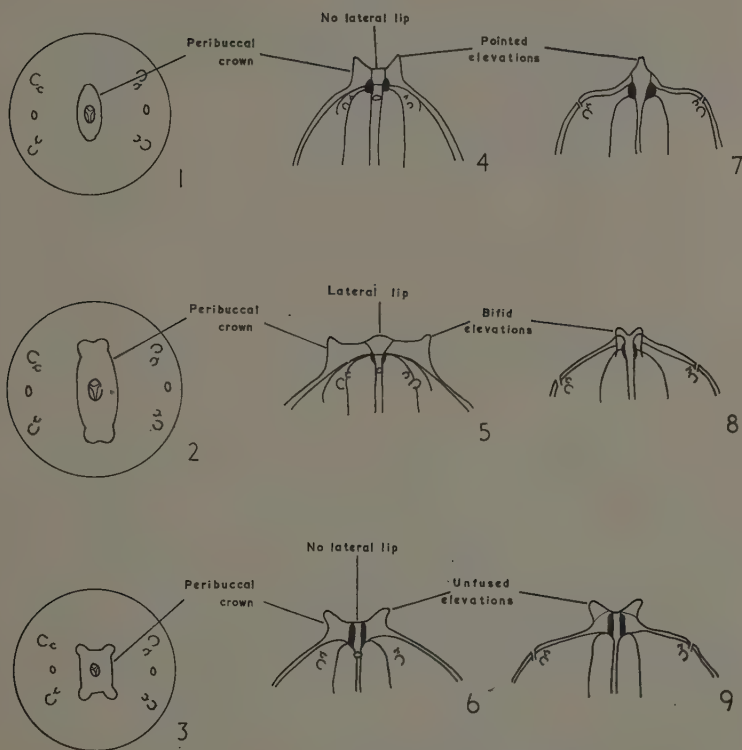 No lateral lip
Peribuccal
crown
Pointed
elevations
1
4
7
Lateral lip
Peribuccal
crown
Bifid
elevations
2
5
8
No lateral lip
Peribuccal
crown
Unfused
elevations
3
6
9